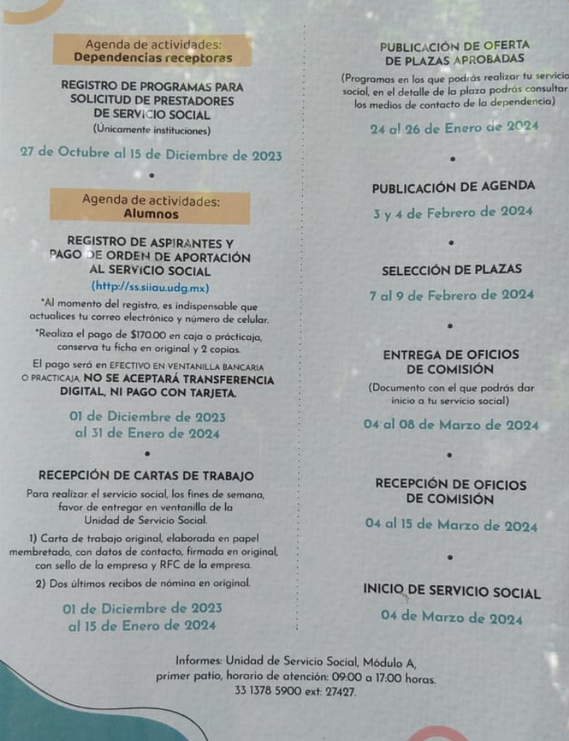 Agenda de actividades:
Dependencias receptoras
REGISTRO DE PROGRAMAS PARA
SOLICITUD DE PRESTADORES
DE SERVICIO SOCIAL
(Únicamente instituciones)
27 de Octubre al 15 de Diciembre de 2023
•
Agenda de actividades:
Alumnos
REGISTRO DE ASPIRANTES Y
PAGO DE ORDEN DE APORTACIÓN
AL SERVICIO SOCIAL
(http://ss.siiau.udg.mx)
*Al momento del registro, es indispensable que
actualices tu correo electrónico y número de celular.
*Realiza el pago de $170.00 en caja o prácticaja,
conserva tu ficha en original y 2 copias.
El pago será en EFECTIVO EN VENTANILLA BANCARIA
O PRACTICAJA, NO SE ACEPTARÁ TRANSFERENCIA
DIGITAL, NI PAGO CON TARJETA.
01 de Diciembre de 2023
al 31 de Enero de 2024
•
RECEPCIÓN DE CARTAS DE TRABAJO
Para realizar el servicio social, los fines de semana,
favor de entregar en ventanilla de la
Unidad de Servicio Social.
1) Carta de trabajo original, elaborada en papel
membretado, con datos de contacto, firmada en original,
con sello de la empresa y RFC de la empresa.
2) Dos últimos recibos de nómina en original.
01 de Diciembre de 2023
al 15 de Enero de 2024
PUBLICACIÓN DE OFERTA
DE PLAZAS APROBADAS
(Programas en los que podrás realizar tu servicio
social, en el detalle de la plaza podrás consultar
los medios de contacto de la dependencia)
24 al 26 de Enero de 2024
•
PUBLICACIÓN DE AGENDA
3 y 4 de Febrero de 2024
•
SELECCIÓN DE PLAZAS
7 al 9 de Febrero de 2024
•
ENTREGA DE OFICIOS
DE COMISIÓN
(Documento con el que podrás dar
inicio a tu servicio social)
04 al 08 de Marzo de 2024
•
RECEPCIÓN DE OFICIOS
DE COMISIÓN
04 al 15 de Marzo de 2024
•
INICIO DE SERVICIO SOCIAL
04 de Marzo de 2024
Informes: Unidad de Servicio Social, Módulo A,
primer patio, horario de atención: 09:00 a 17:00 horas.
33 1378 5900 ext: 27427.